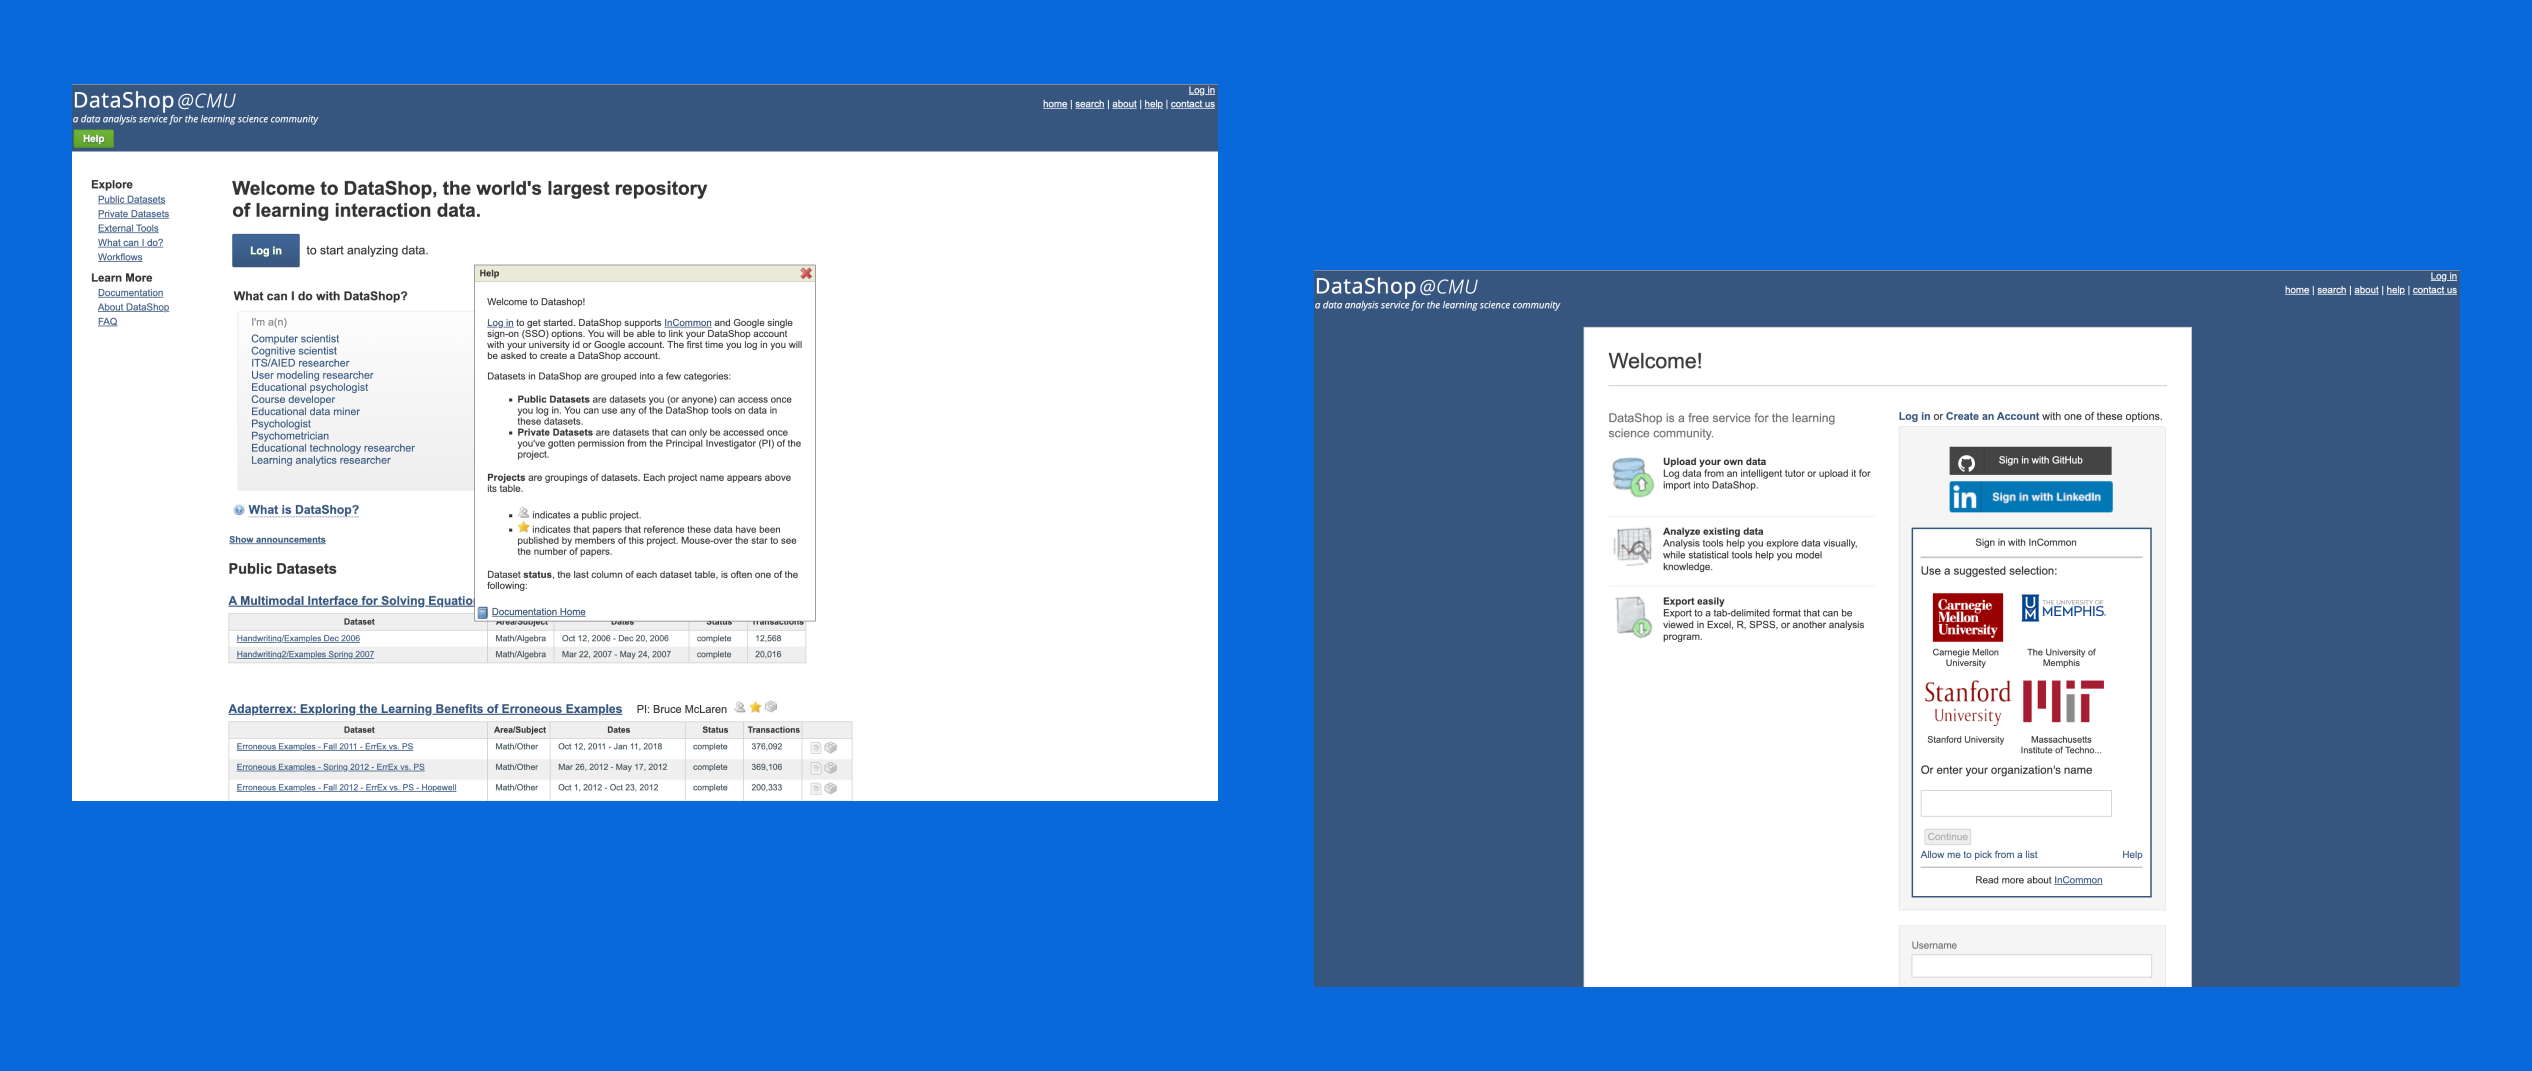 DataShop@CMU
a data analysis service for the learning science community
Log in
home | search | about | help | contact us
Help
Explore
Public Datasets
Private Datasets
External Tools
What can I do?
Workflows
Learn More
Documentation
About DataShop
FAQ
Welcome to DataShop, the world's largest repository
of learning interaction data.
Log in to start analyzing data.
What can I do with DataShop?
I'm a(n)
Computer scientist
Cognitive scientist
ITS/AIED researcher
User modeling researcher
Educational psychologist
Course developer
Educational data miner
Psychologist
Psychometrician
Educational technology researcher
Learning analytics researcher
What is DataShop?
Show announcements
Help
Welcome to Datashop!
Log in to get started. DataShop supports InCommon and Google single
sign-on (SSO) options. You will be able to link your DataShop account
with your university id or Google account. The first time you log in you will
be asked to create a DataShop account.
Datasets in DataShop are grouped into a few categories:
▪ Public Datasets are datasets you (or anyone) can access once
you log in. You can use any of the DataShop tools on data in
these datasets.
▪ Private Datasets are datasets that can only be accessed once
you've gotten permission from the Principal Investigator (PI) of the
project.
Projects are groupings of datasets. Each project name appears above
its table.
▪ indicates a public project.
▪ indicates that papers that reference these data have been
published by members of this project. Mouse-over the star to see
the number of papers.
Dataset status, the last column of each dataset table, is often one of the
following:
Documentation Home
Public Datasets
A Multimodal Interface for Solving Equatio
Dataset Area/Subject Dates Status Transactions
Handwriting/Examples Dec 2006 Math/Algebra Oct 12, 2006 - Dec 20, 2006 complete 12,568
Handwriting2/Examples Spring 2007 Math/Algebra Mar 22, 2007 - May 24, 2007 complete 20,016
Adapterrex: Exploring the Learning Benefits of Erroneous Examples PI: Bruce McLaren
Dataset Area/Subject Dates Status Transactions
Erroneous Examples - Fall 2011 - ErrEx vs. PS Math/Other Oct 12, 2011 - Jan 11, 2018 complete 376,092
Erroneous Examples - Spring 2012 - ErrEx vs. PS Math/Other Mar 26, 2012 - May 17, 2012 complete 369,106
Erroneous Examples - Fall 2012 - ErrEx vs. PS - Hopewell Math/Other Oct 1, 2012 - Oct 23, 2012 complete 200,333
DataShop@CMU
a data analysis service for the learning science community
Log in
home | search | about | help | contact us
Welcome!
DataShop is a free service for the learning
science community.
Upload your own data
Log data from an intelligent tutor or upload it for
import into DataShop.
Analyze existing data
Analysis tools help you explore data visually,
while statistical tools help you model
knowledge.
Export easily
Export to a tab-delimited format that can be
viewed in Excel, R, SPSS, or another analysis
program.
Log in or Create an Account with one of these options.
Sign in with GitHub
in Sign in with LinkedIn
Sign in with InCommon
Use a suggested selection:
Carnegie
Mellon
University
UM THE UNIVERSITY OF
MEMPHIS.
Carnegie Mellon
University
The University of
Memphis
Stanford
University
MIT
Stanford University
Massachusetts
Institute of Techno...
Or enter your organization's name
Continue
Allow me to pick from a list
Help
Read more about InCommon
Username